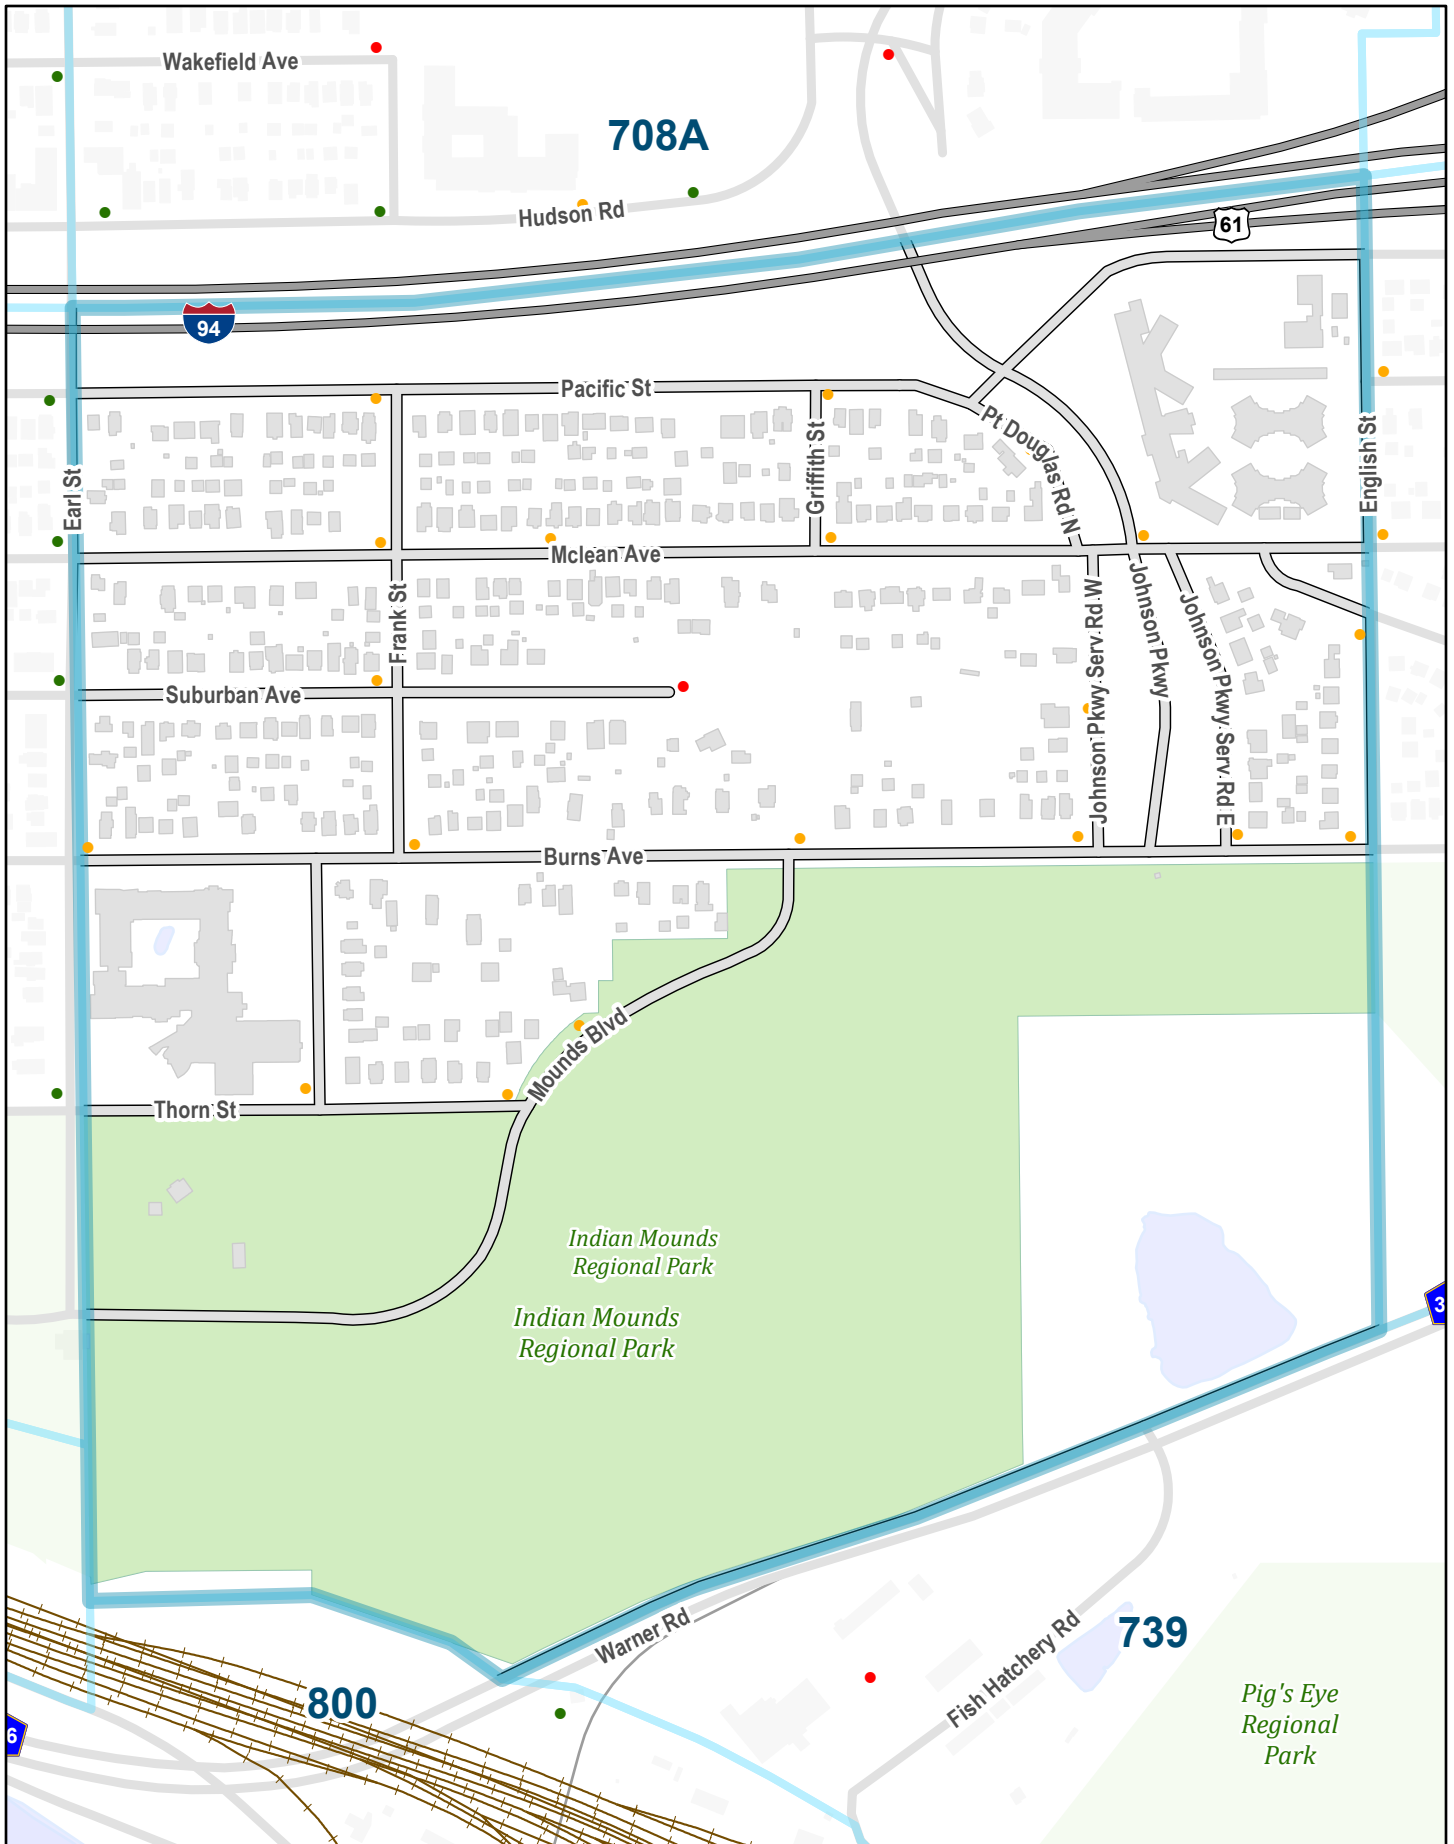 Wakefield Ave
708A
Hudson Rd
61
94
Pacific St
Pt Douglas Rd N
Griffith St
English St
Earl St
Mclean Ave
Frank St
Johnson Pkwy Serv Rd W
Johnson Pkwy
Johnson Pkwy Serv Rd E
Suburban Ave
Burns Ave
Mounds Blvd
Thorn St
Indian Mounds
Regional Park
Indian Mounds
Regional Park
3
Warner Rd
Fish Hatchery Rd
739
800
6
Pig's Eye
Regional
Park